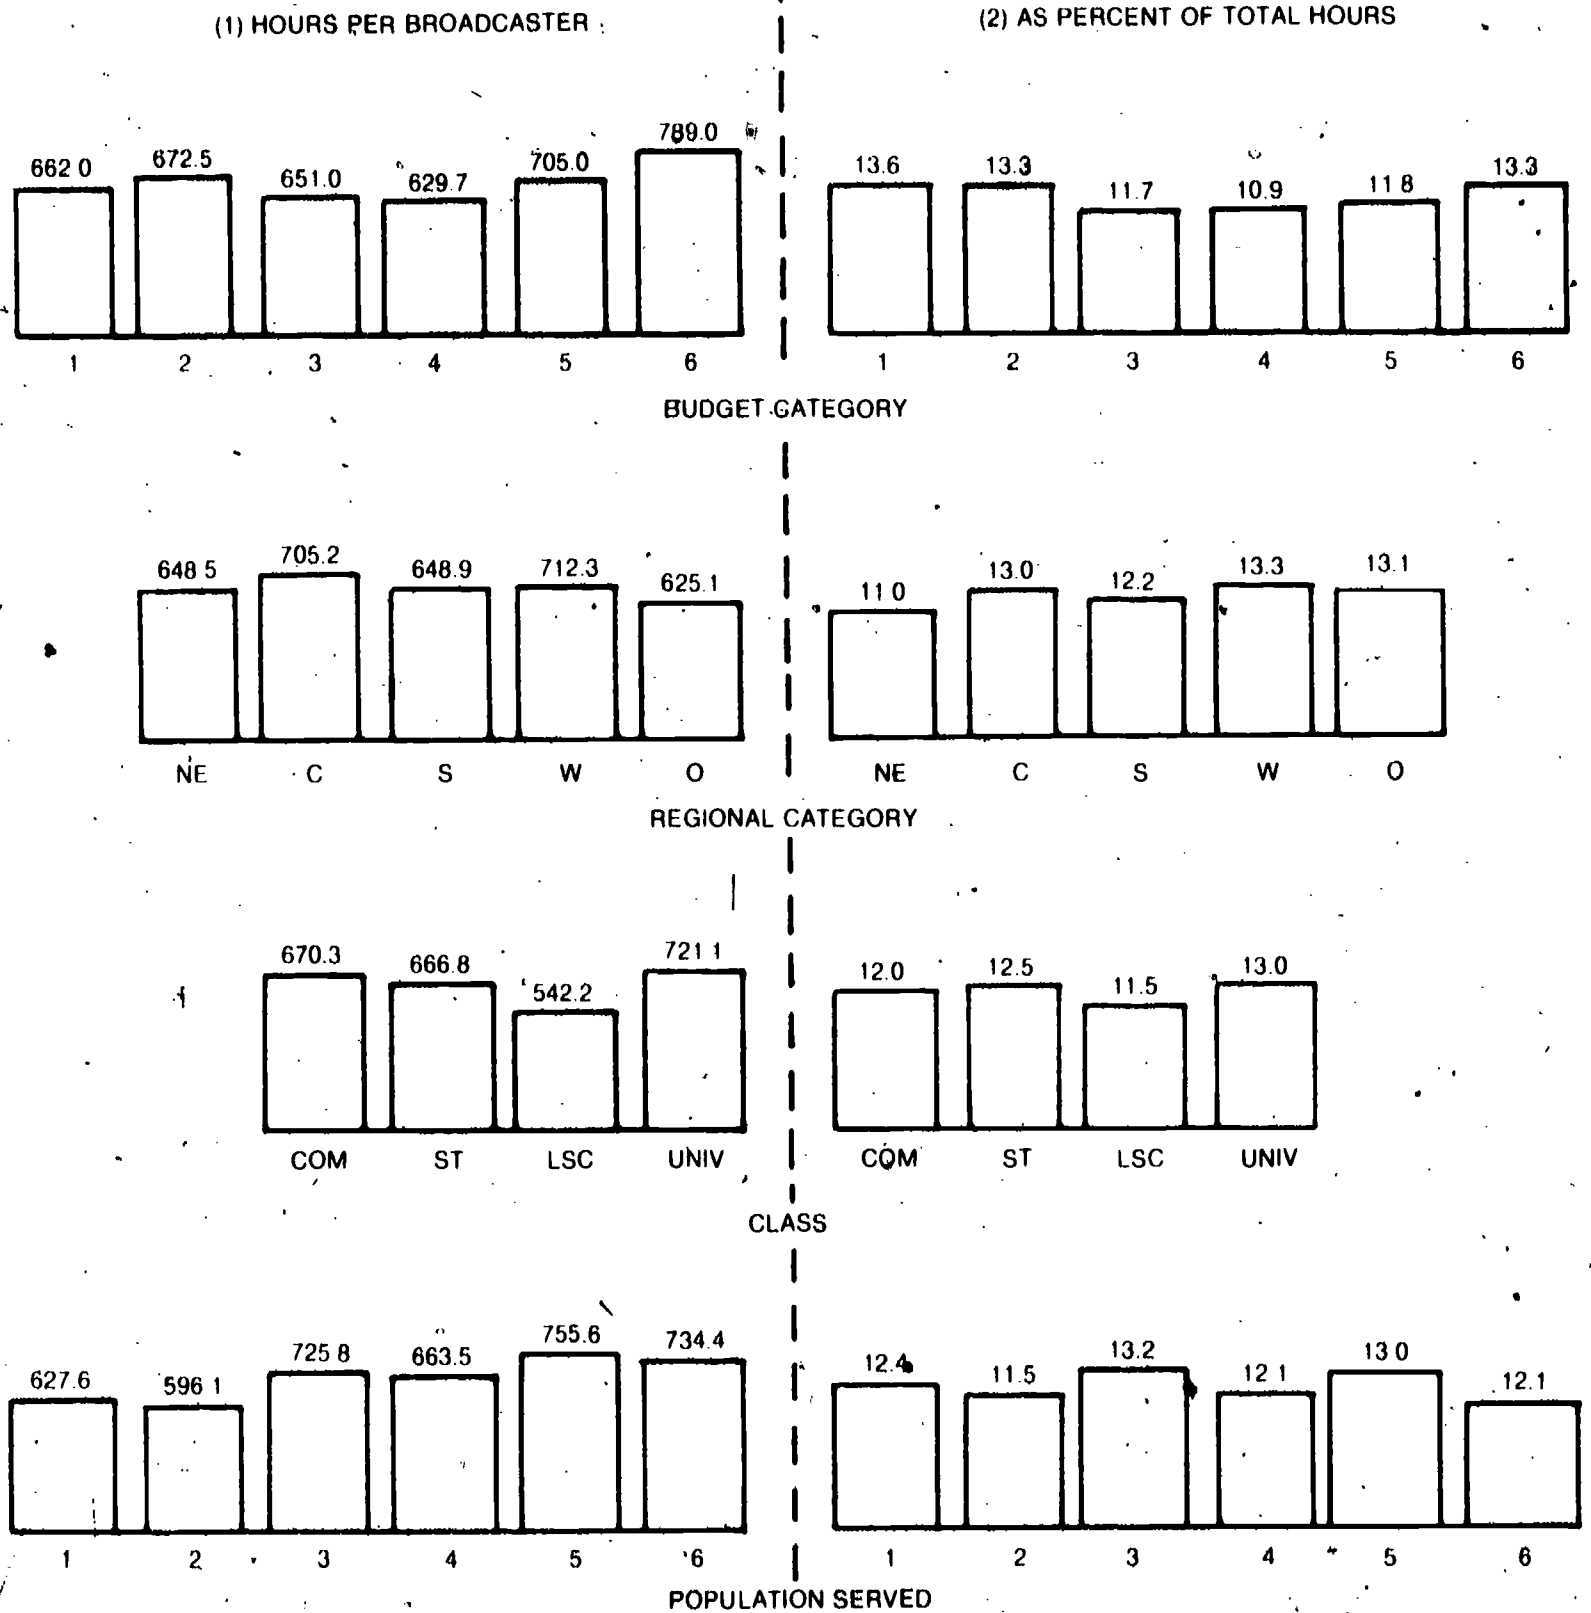 (1) HOURS PER BROADCASTER
(2) AS PERCENT OF TOTAL HOURS
662 0 672.5 651.0 629.7 705.0 789.0
13.6 13.3 11.7 10.9 11 8 13.3
1 2 3 4 5 6
1 2 3 4 5 6
BUDGET CATEGORY
648 5 705.2 648.9 712.3 625.1
11 0 13.0 12.2 13.3 13.1
NE C S W O
NE C S W O
REGIONAL CATEGORY
670.3 666.8 542.2 721 1
12.0 12.5 11.5 13.0
COM ST LSC UNIV
COM ST LSC UNIV
CLASS
627.6 596 1 725 8 663.5 755.6 734.4
12.4 11.5 13.2 12 1 13 0 12.1
1 2 3 4 5 6
1 2 3 4 5 6
POPULATION SERVED